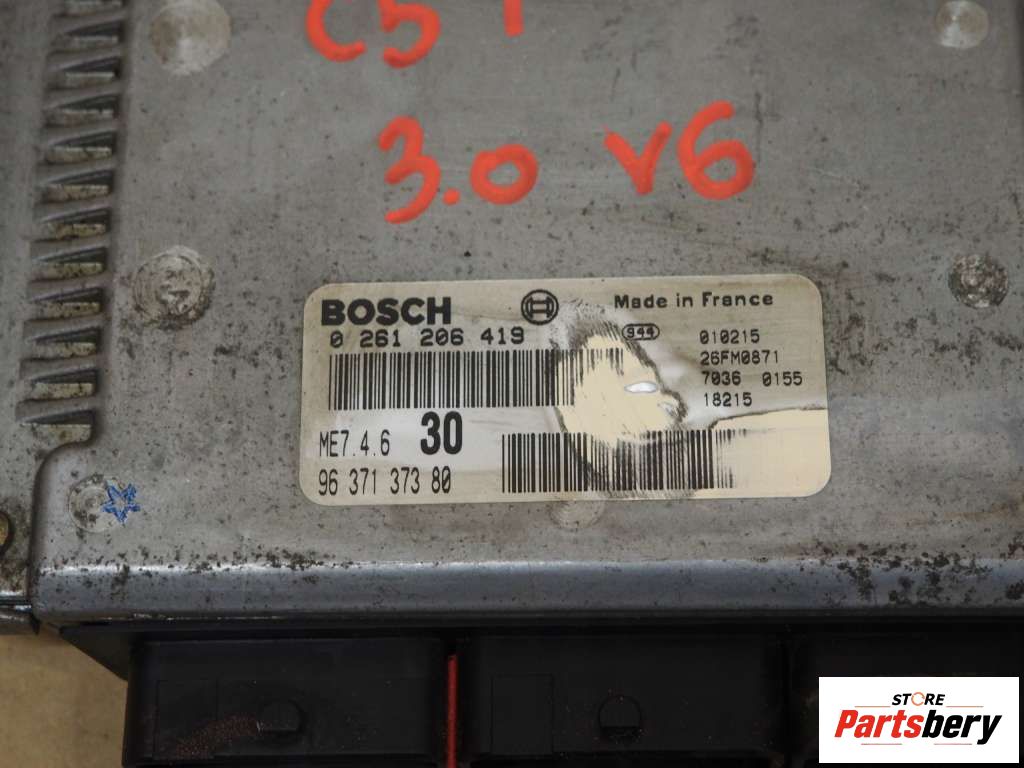 C5 I
3.0 V6
BOSCH
Made in France
0 261 206 419
944
010215
26FM0871
7036 0155
18215
ME7.4.6
30
96 371 373 80
STORE
Partsbery